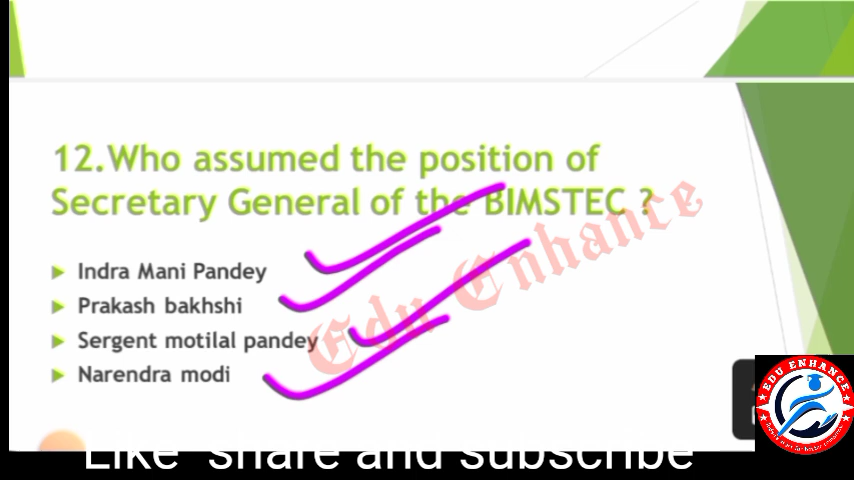 12.Who assumed the position of
Secretary General of the BIMSTEC ?
Indra Mani Pandey
Prakash bakhshi
Sergent motilal pandey
Narendra modi
Edu Enhance
EDU ENHANCE
Like share and subscribe